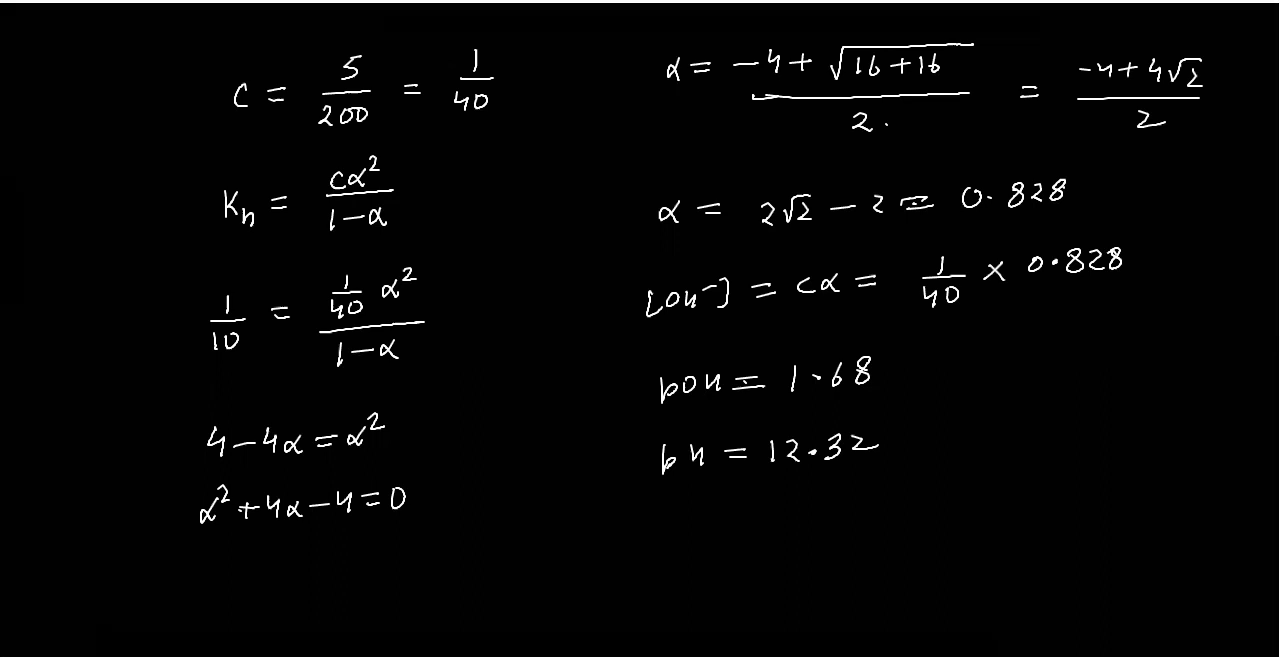 C = 5/200 = 1/40
Kh = cα²/(1-α)
1/10 = (1/40 α²)/(1-α)
4-4α=α²
α²+4α-4=0
α = (-4+√(16+16))/2. = (-4+4√2)/2
α = 2√2 - 2 = 0.828
[OH⁻] = cα = 1/40 × 0.828
pOH = 1.68
pH = 12.32